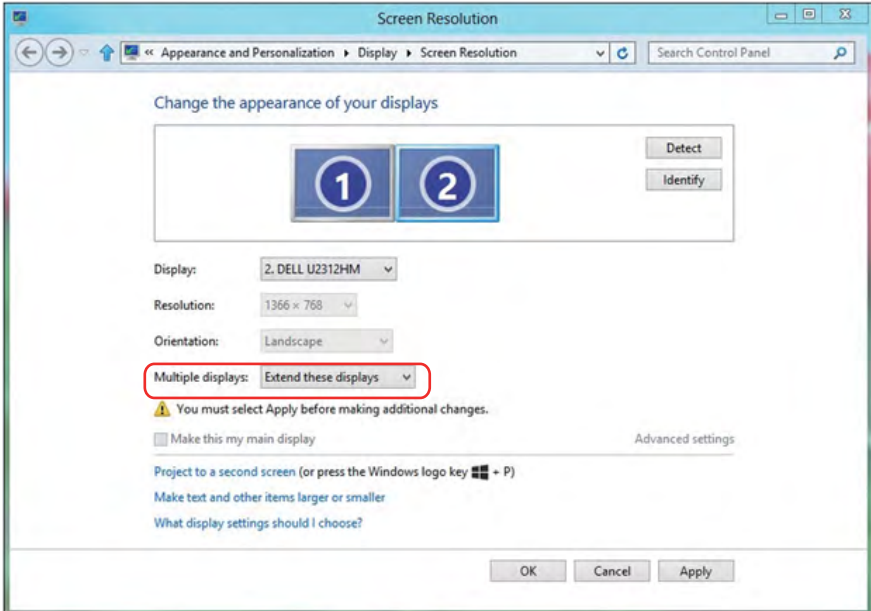 Screen Resolution
« Appearance and Personalization ▸ Display ▸ Screen Resolution
Search Control Panel
Change the appearance of your displays
1 2
Detect
Identify
Display: 2. DELL U2312HM
Resolution: 1366 × 768
Orientation: Landscape
Multiple displays: Extend these displays
You must select Apply before making additional changes.
Make this my main display Advanced settings
Project to a second screen (or press the Windows logo key + P)
Make text and other items larger or smaller
What display settings should I choose?
OK Cancel Apply